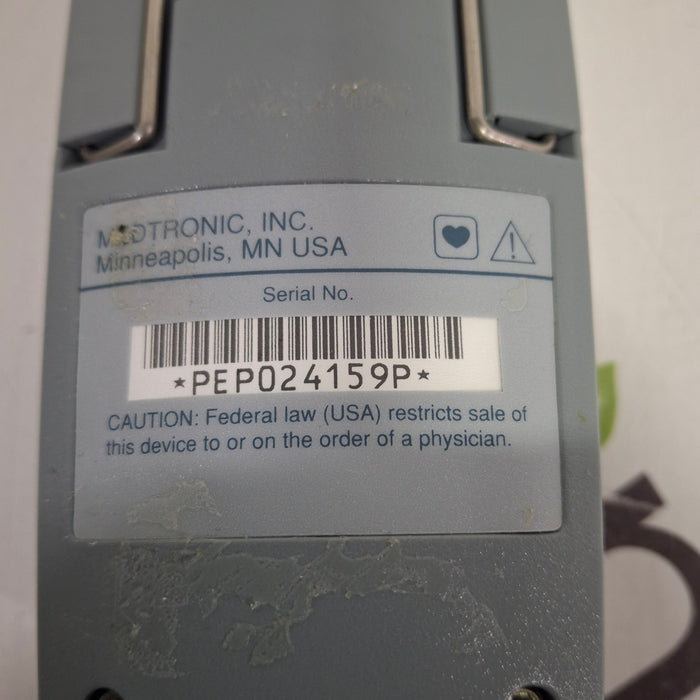 MEDTRONIC, INC.
Minneapolis, MN USA
Serial No.
*PEP024159P*
CAUTION: Federal law (USA) restricts sale of
this device to or on the order of a physician.